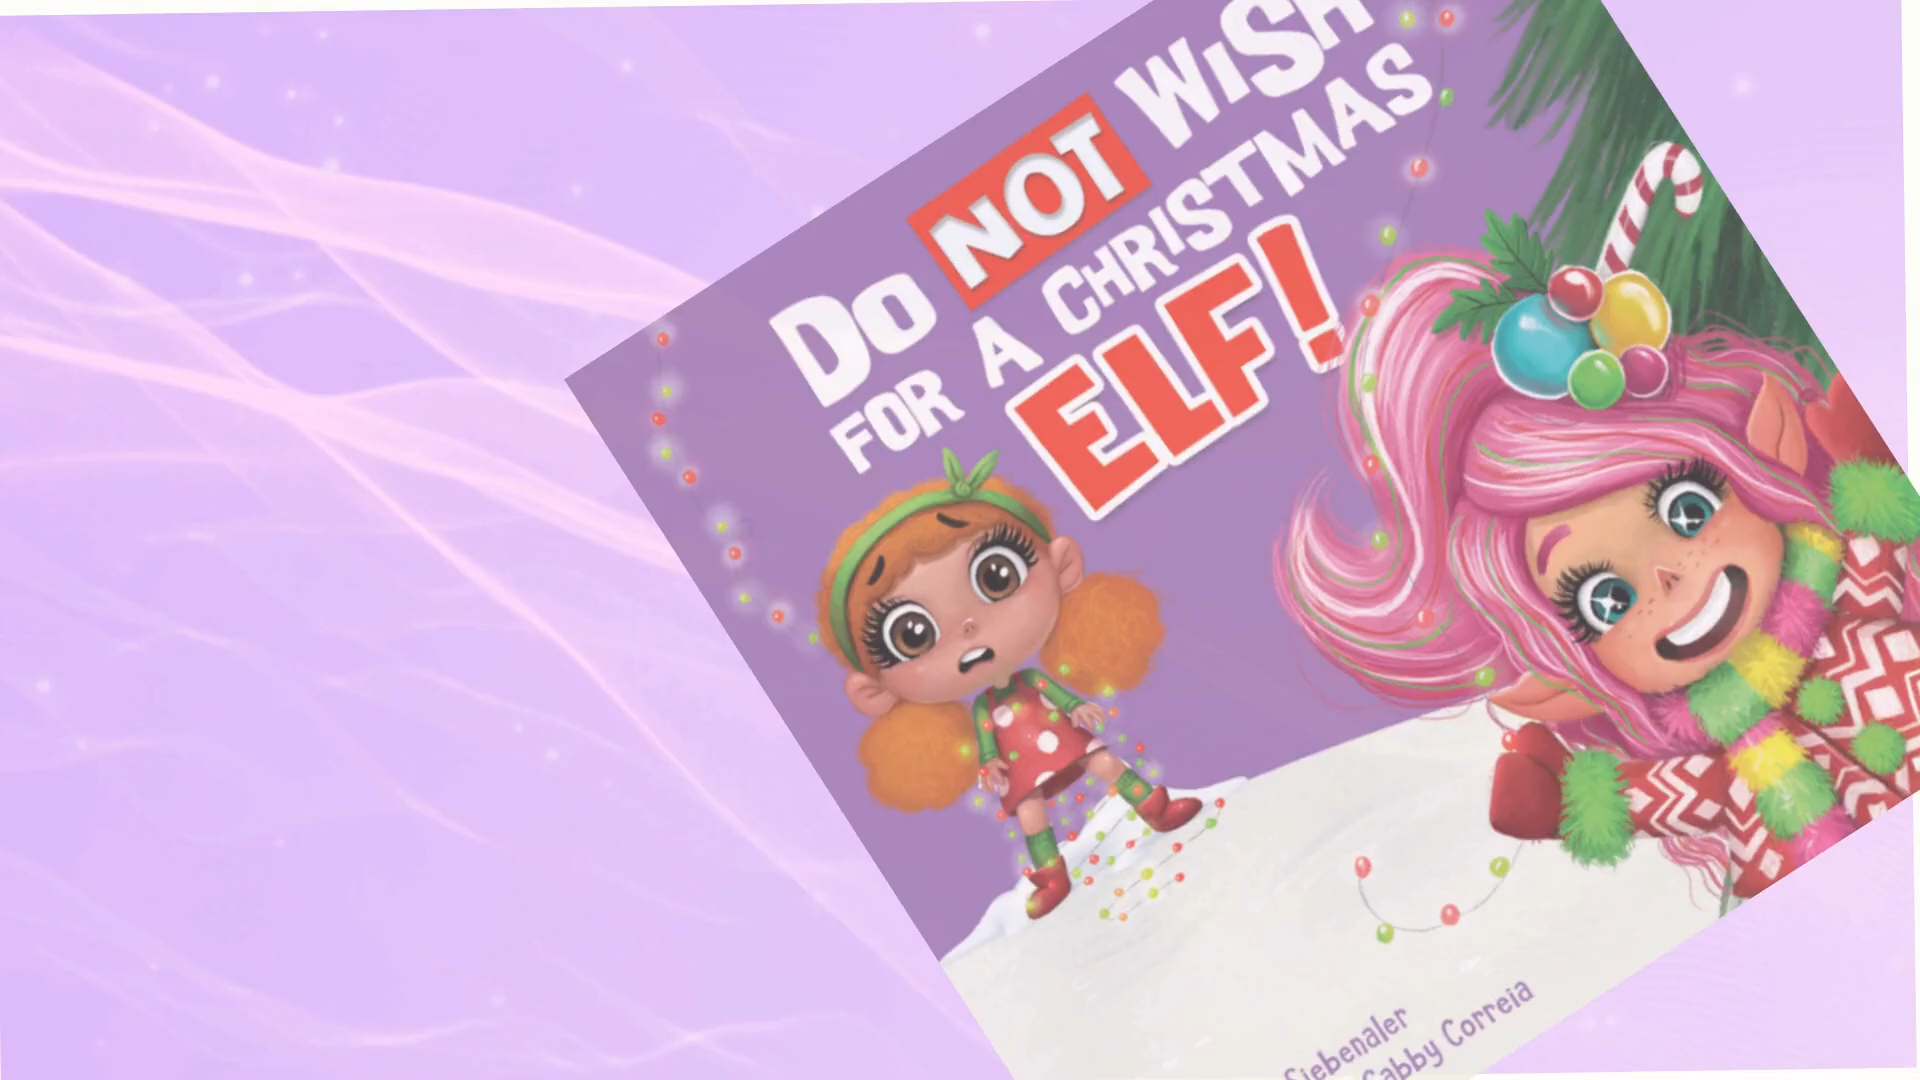 DO NOT WISH
FOR A CHRISTMAS
ELF!
Siebenaler
Gabby Correia